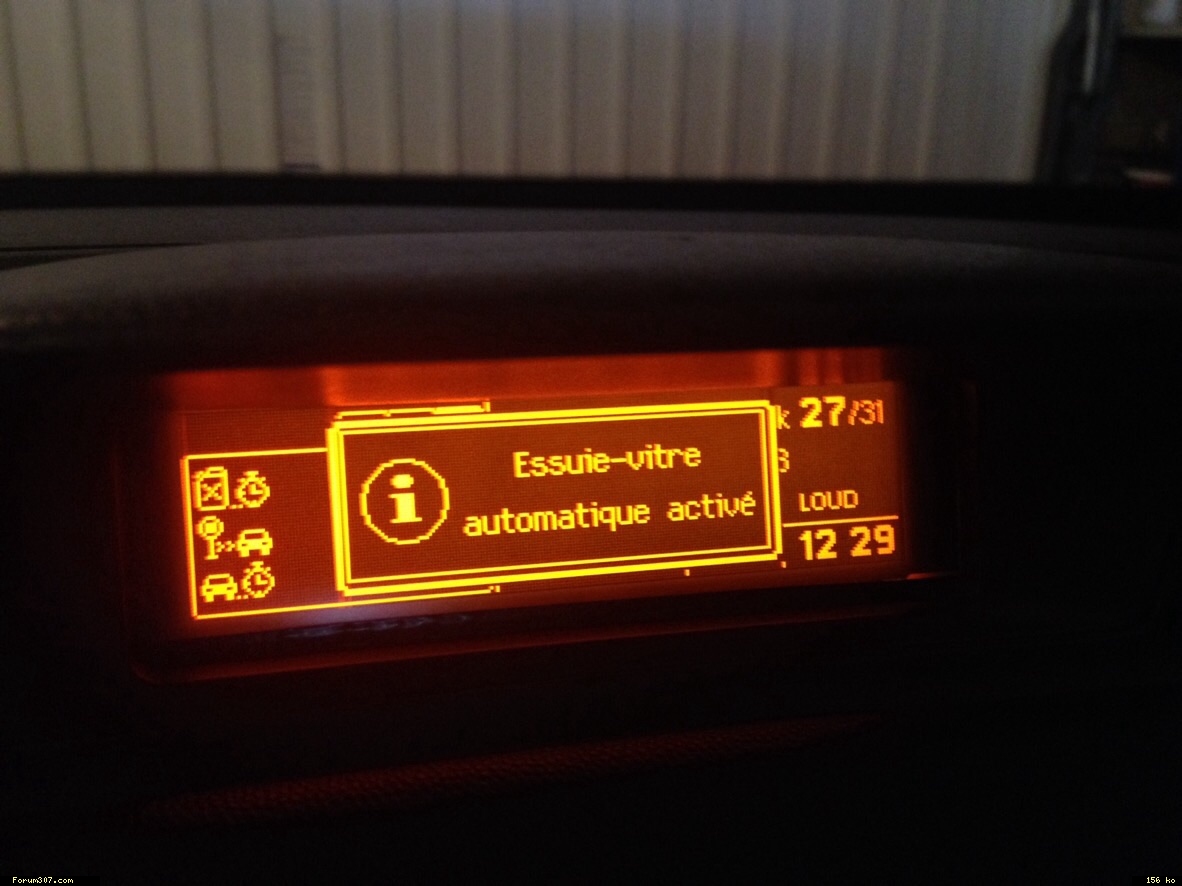 k 27/31
Essuie-vitre
automatique activé
LOUD
12 29
Forum307.com
156 ko